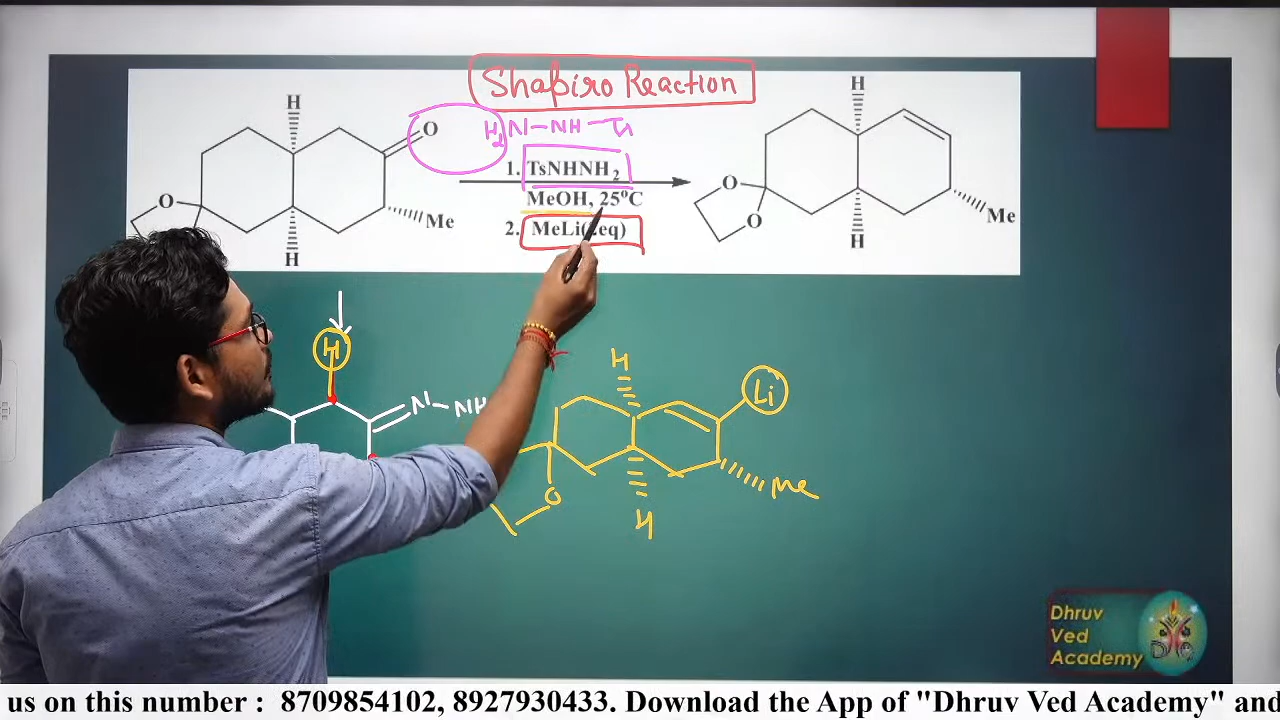 Shapiro Reaction
H
O
H2N-NH-Ts
1. TsNHNH2
MeOH, 25°C
2. MeLi(2eq)
O
Me
H
H
O
O
Me
H
H
N-NH
H
Li
O
Me
H
Dhruv
Ved
Academy
us on this number : 8709854102, 8927930433. Download the App of "Dhruv Ved Academy" and